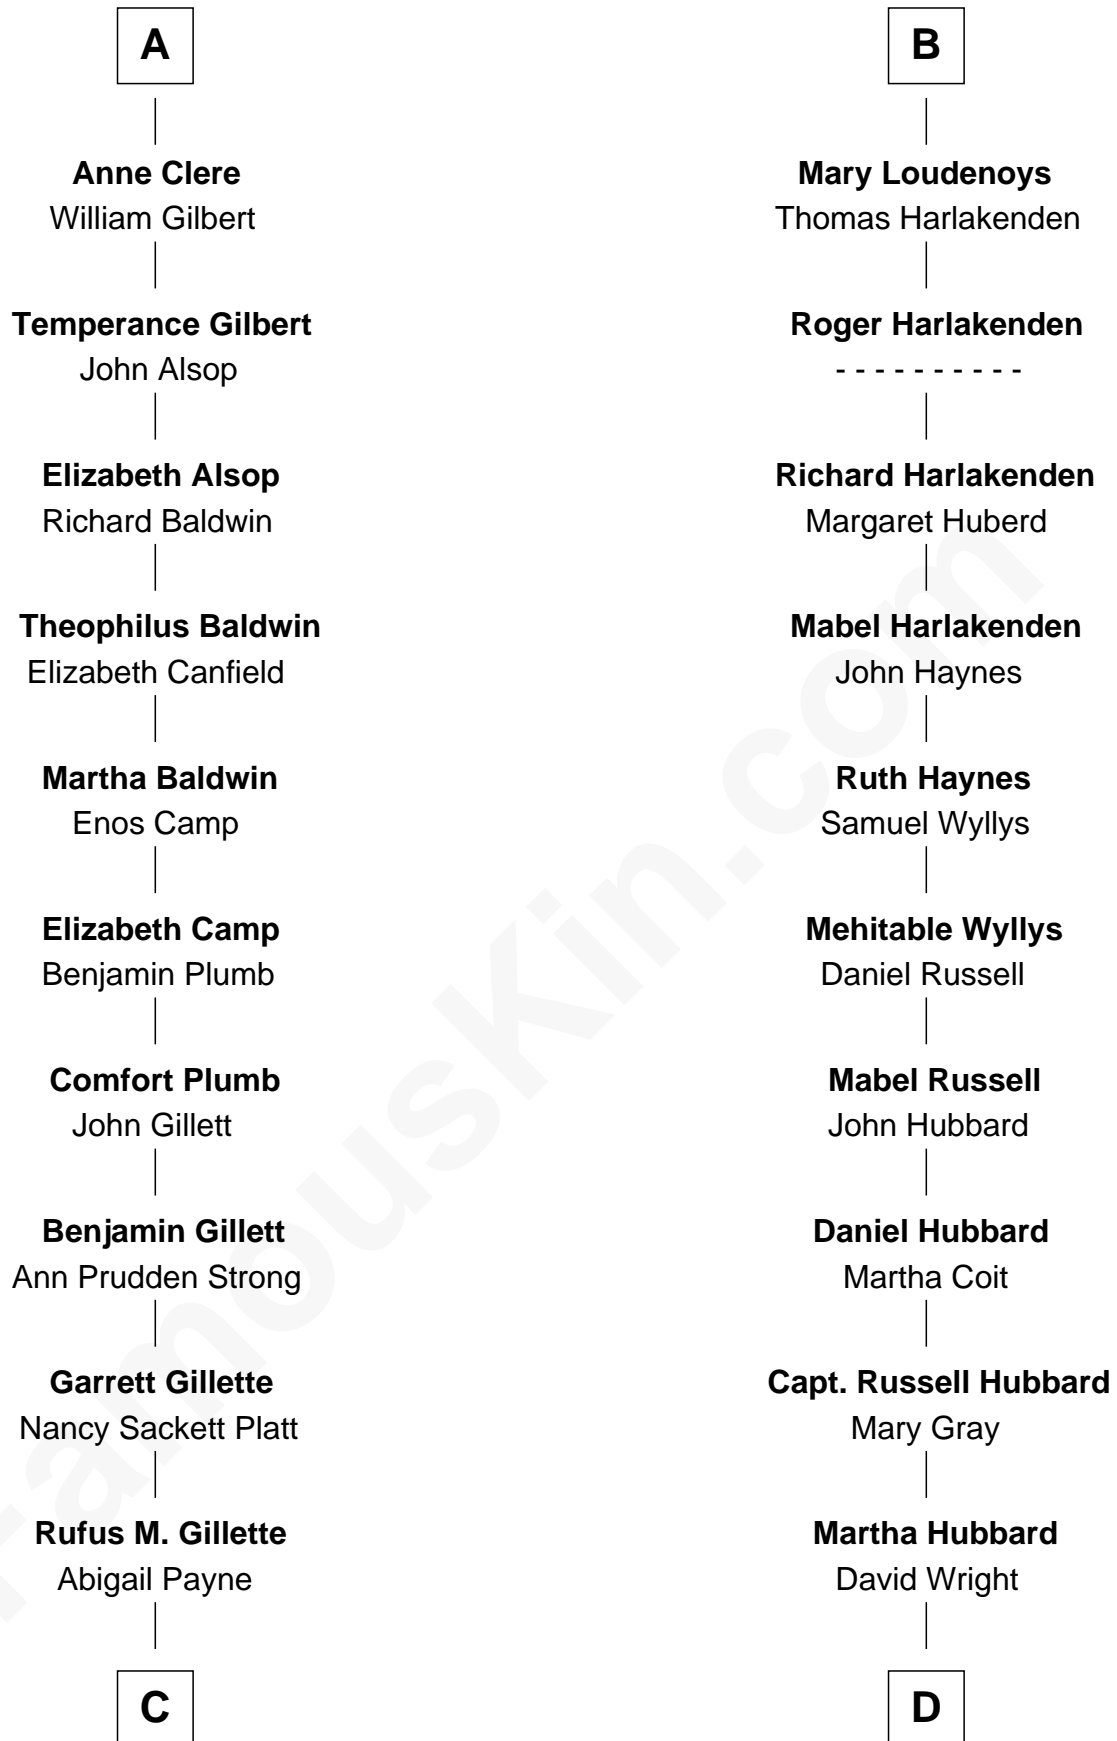 A
Anne Clere
William Gilbert
Temperance Gilbert
John Alsop
Elizabeth Alsop
Richard Baldwin
Theophilus Baldwin
Elizabeth Canfield
Martha Baldwin
Enos Camp
Elizabeth Camp
Benjamin Plumb
Comfort Plumb
John Gillett
Benjamin Gillett
Ann Prudden Strong
Garrett Gillette
Nancy Sackett Platt
Rufus M. Gillette
Abigail Payne
C
B
Mary Loudenoys
Thomas Harlakenden
Roger Harlakenden
- - - - - - - - - -
Richard Harlakenden
Margaret Huberd
Mabel Harlakenden
John Haynes
Ruth Haynes
Samuel Wyllys
Mehitable Wyllys
Daniel Russell
Mabel Russell
John Hubbard
Daniel Hubbard
Martha Coit
Capt. Russell Hubbard
Mary Gray
Martha Hubbard
David Wright
D
FamousKin.com